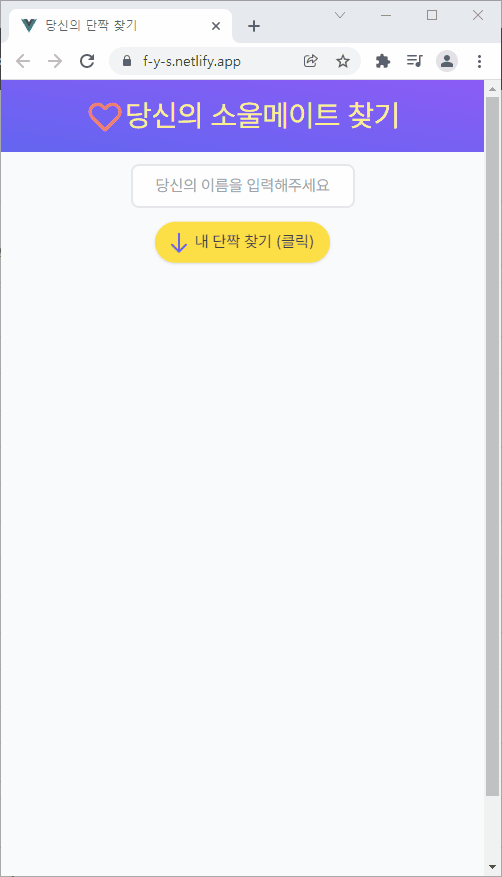 당신의 단짝 찾기
f-y-s.netlify.app
당신의 소울메이트 찾기
당신의 이름을 입력해주세요
내 단짝 찾기 (클릭)